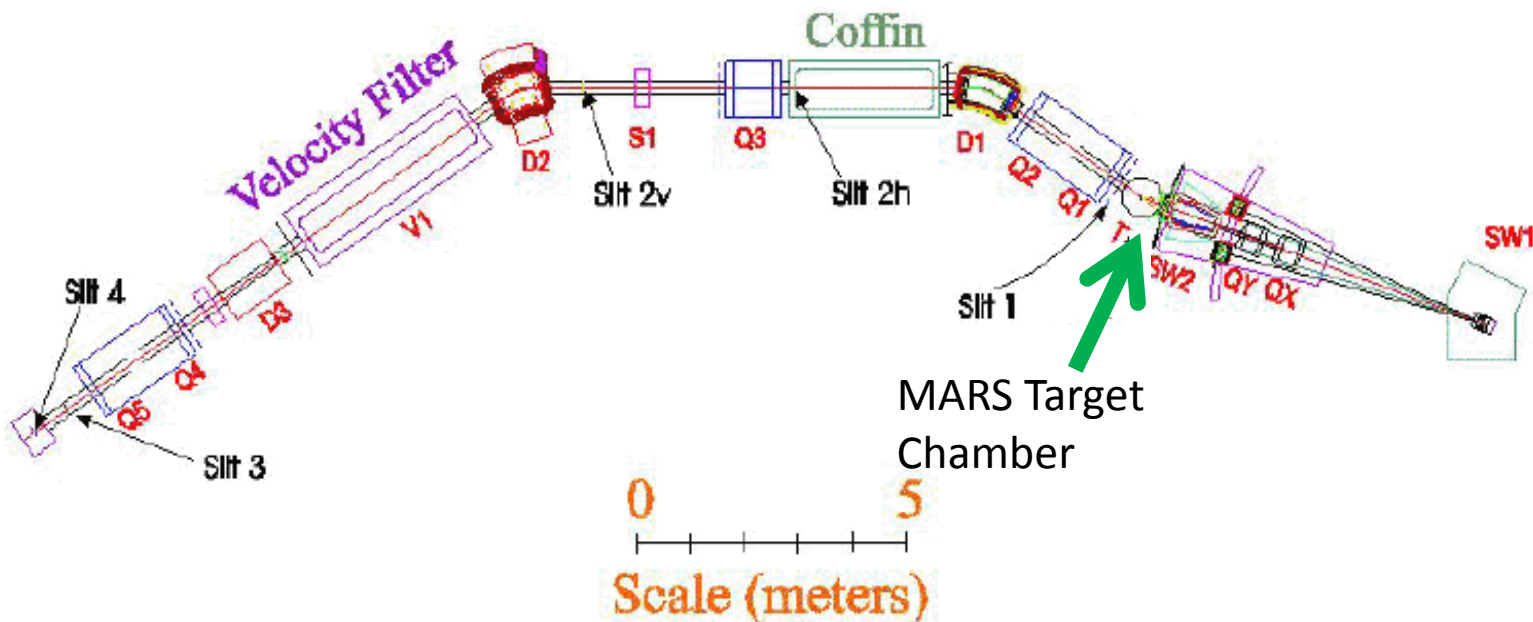 Coffin
Velocity Filter
D2
S1
Q3
D1
Q2
Q1
Slit 2v
Slit 2h
V1
SW1
SW2
QY
QX
Slit 1
Slit 4
D3
Q4
Q5
Slit 3
MARS Target
Chamber
0 5
Scale (meters)